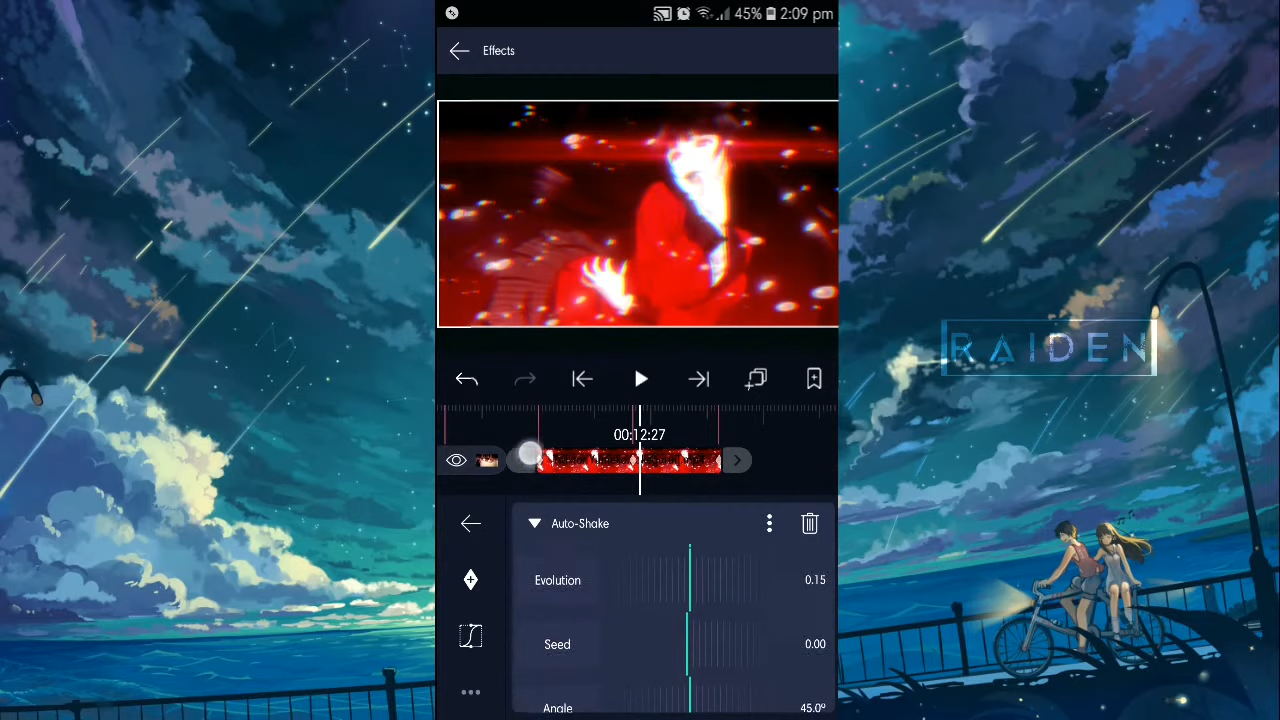 45% 2:09 pm
Effects
RAIDEN
00:12:27
Auto-Shake
Evolution 0.15
Seed 0.00
Angle 45.0º